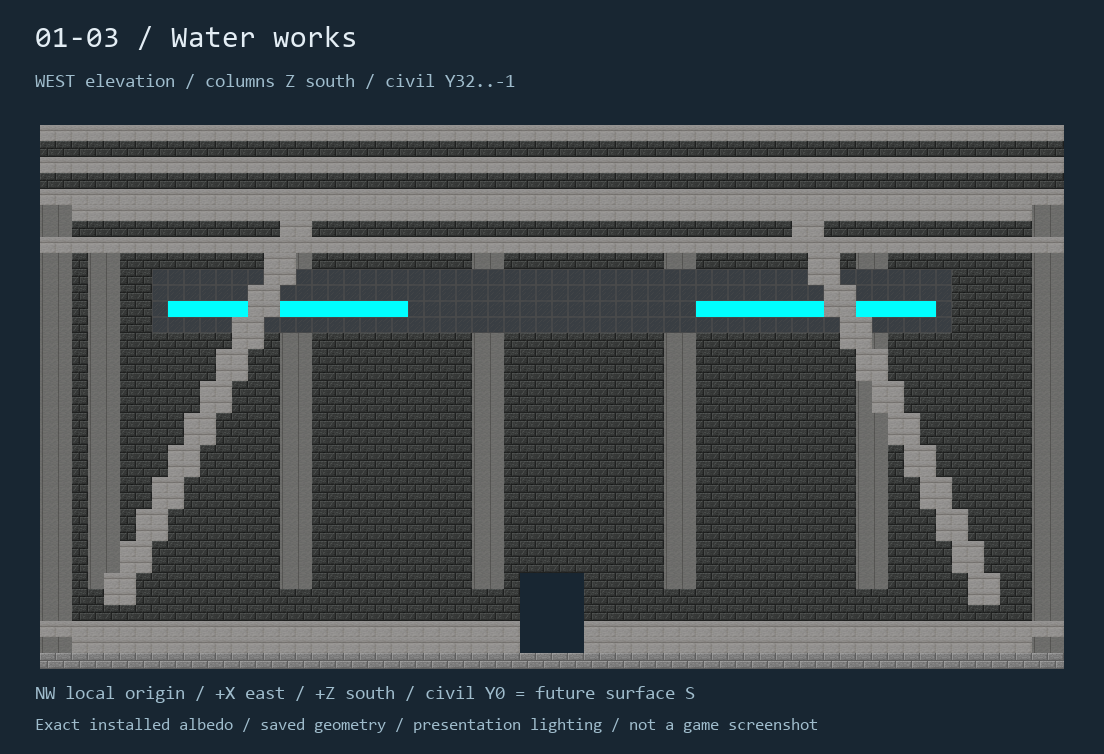 01-03 / Water works
WEST elevation / columns Z south / civil Y32..-1
NW local origin / +X east / +Z south / civil Y0 = future surface S
Exact installed albedo / saved geometry / presentation lighting / not a game screenshot